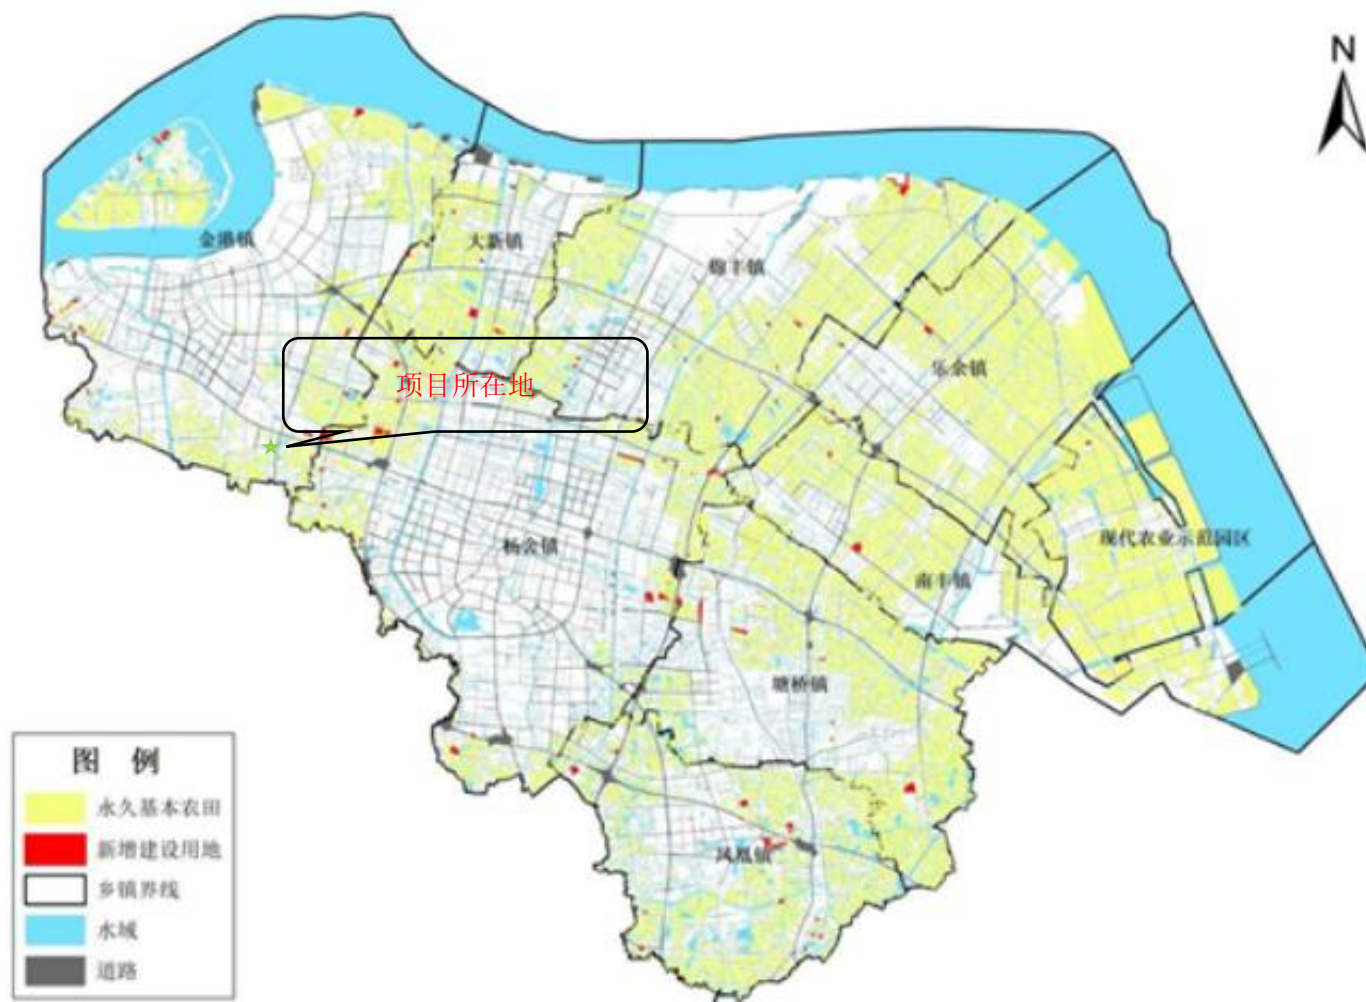 N
金港镇
大新镇
锦丰镇
乐余镇
项目所在地
杨舍镇
现代农业示范园区
南丰镇
塘桥镇
凤凰镇
图 例
永久基本农田
新增建设用地
乡镇界线
水域
道路